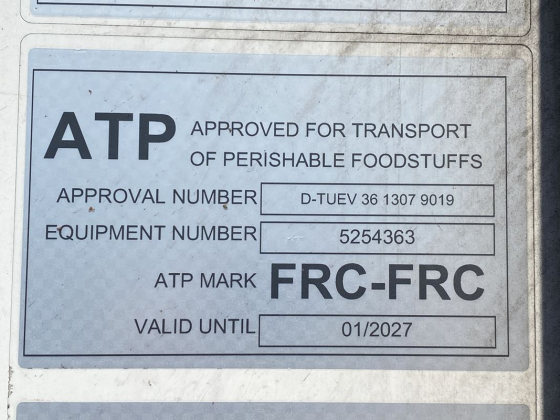 ATP APPROVED FOR TRANSPORT
OF PERISHABLE FOODSTUFFS
APPROVAL NUMBER D-TUEV 36 1307 9019
EQUIPMENT NUMBER 5254363
ATP MARK FRC-FRC
VALID UNTIL 01/2027